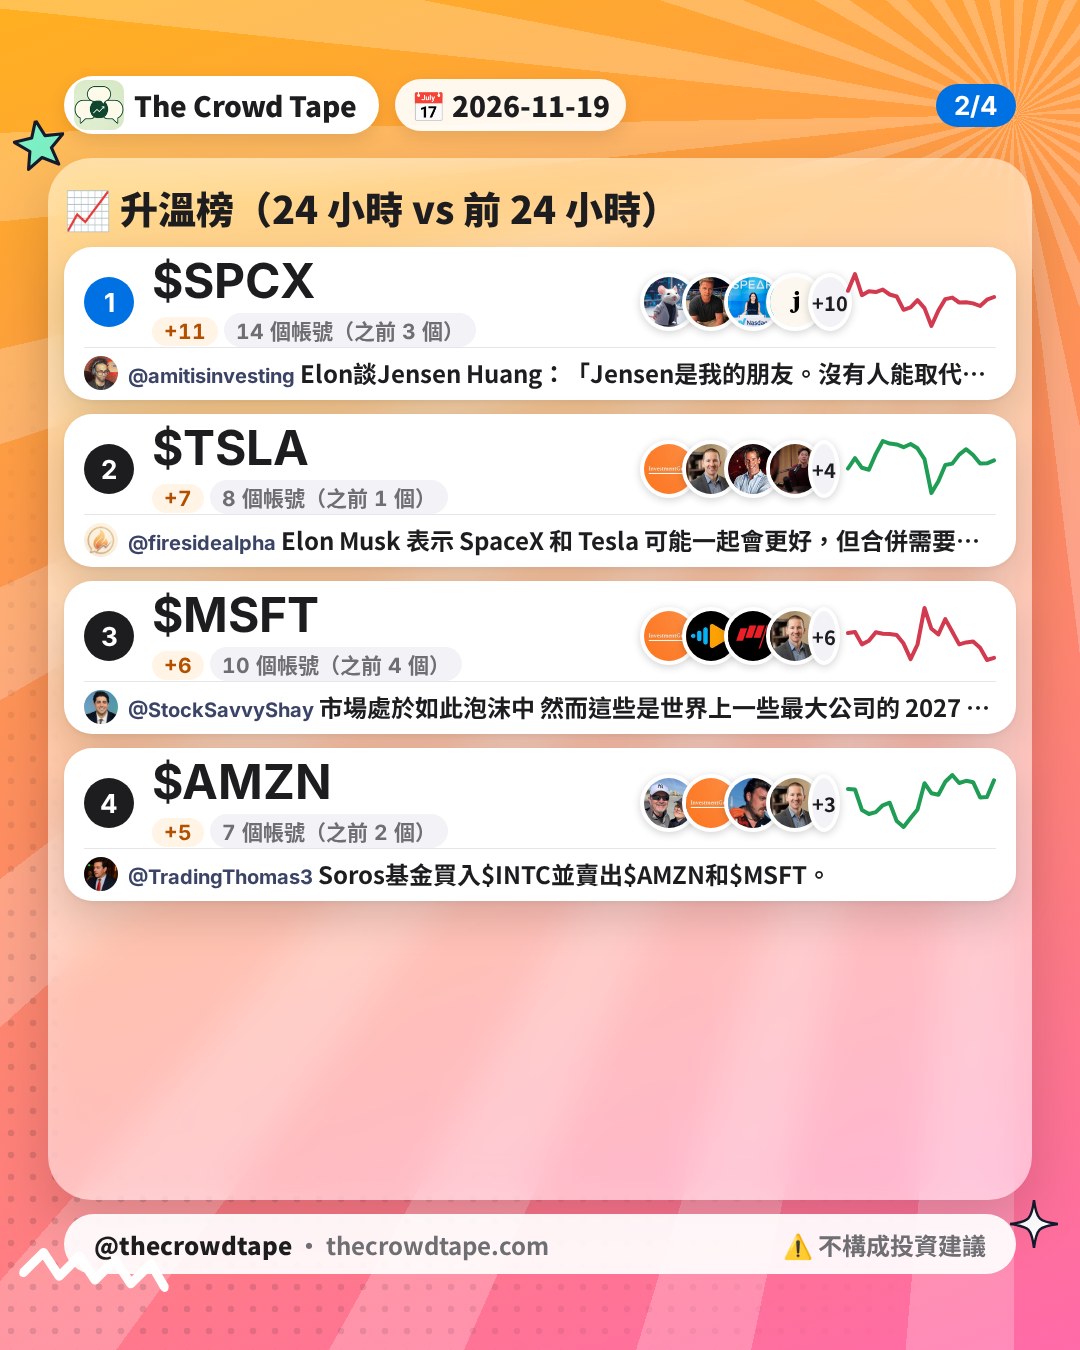 The Crowd Tape
July 17 2026-11-19
2/4
升溫榜（24 小時 vs 前 24 小時）
1
$SPCX
+11 14 個帳號（之前 3 個）
SPEAR
Nasdaq
j
+10
@amitisinvesting Elon談Jensen Huang：「Jensen是我的朋友。沒有人能取代…
2
$TSLA
+7 8 個帳號（之前 1 個）
+4
@firesidealpha Elon Musk 表示 SpaceX 和 Tesla 可能一起會更好，但合併需要…
3
$MSFT
+6 10 個帳號（之前 4 個）
+6
@StockSavvyShay 市場處於如此泡沫中 然而這些是世界上一些最大公司的 2027 …
4
$AMZN
+5 7 個帳號（之前 2 個）
+3
@TradingThomas3 Soros基金買入$INTC並賣出$AMZN和$MSFT。
@thecrowdtape • thecrowdtape.com
不構成投資建議